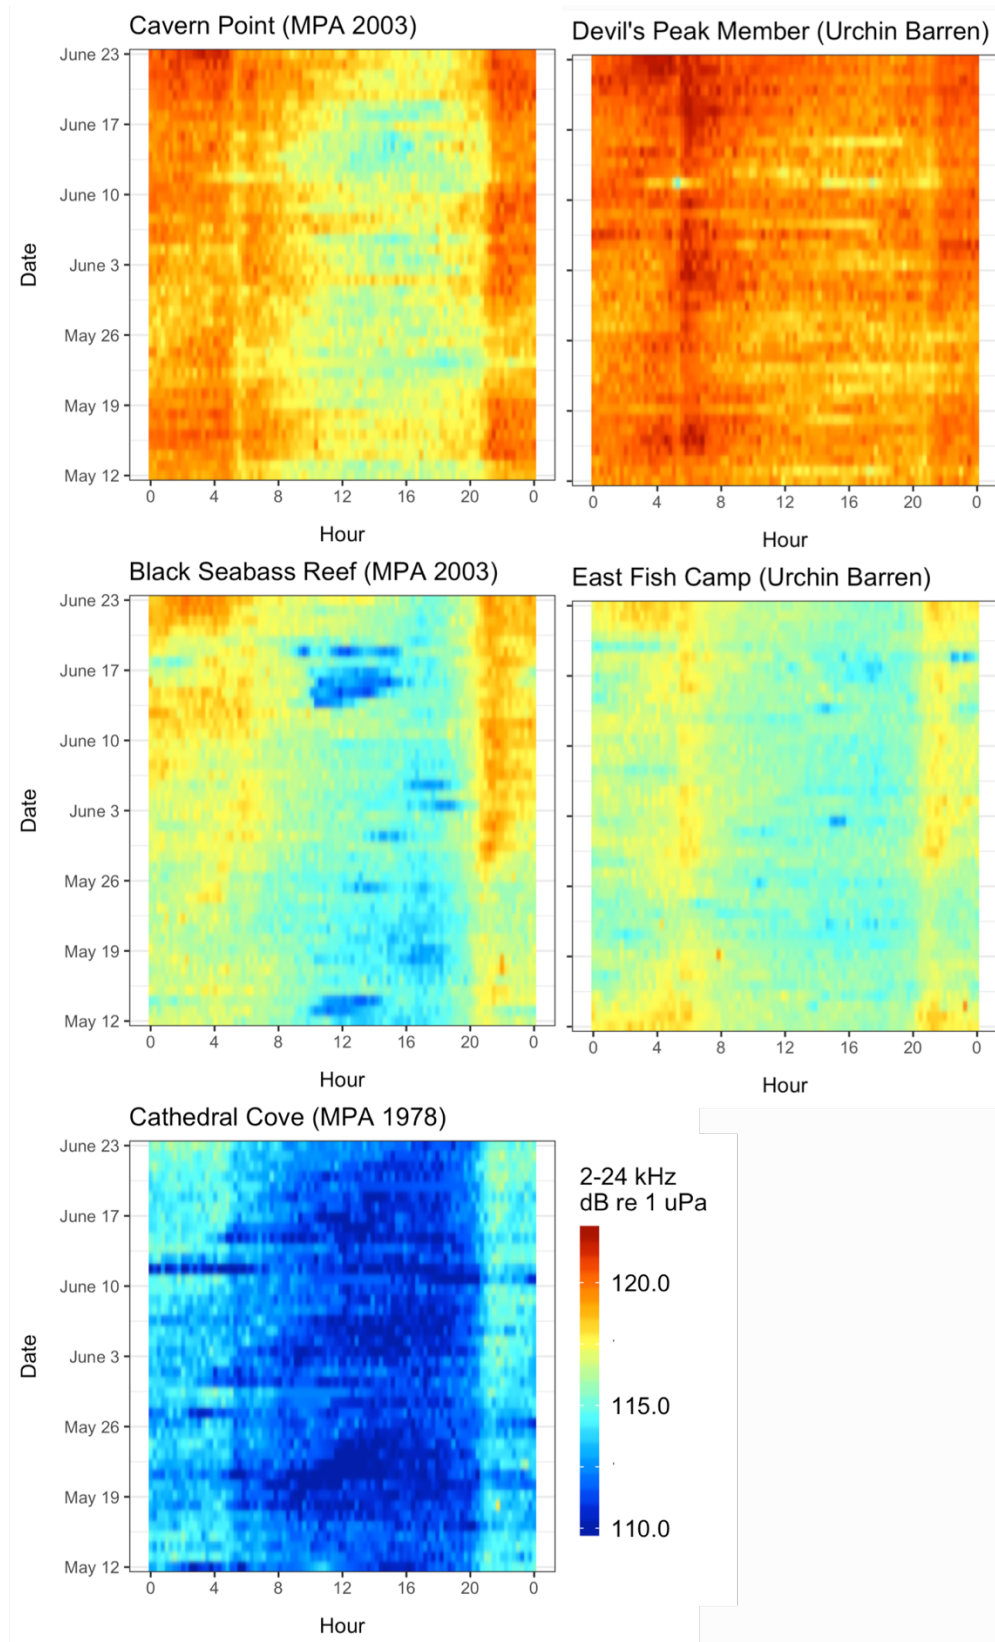 Cavern Point (MPA 2003)
Date
June 23
June 17
June 10
June 3
May 26
May 19
May 12
0 4 8 12 16 20 0
Hour
Devil's Peak Member (Urchin Barren)
0 4 8 12 16 20 0
Hour
Black Seabass Reef (MPA 2003)
Date
June 23
June 17
June 10
June 3
May 26
May 19
May 12
0 4 8 12 16 20 0
Hour
East Fish Camp (Urchin Barren)
0 4 8 12 16 20 0
Hour
Cathedral Cove (MPA 1978)
Date
June 23
June 17
June 10
June 3
May 26
May 19
May 12
0 4 8 12 16 20 0
Hour
2-24 kHz
dB re 1 uPa
120.0
115.0
110.0